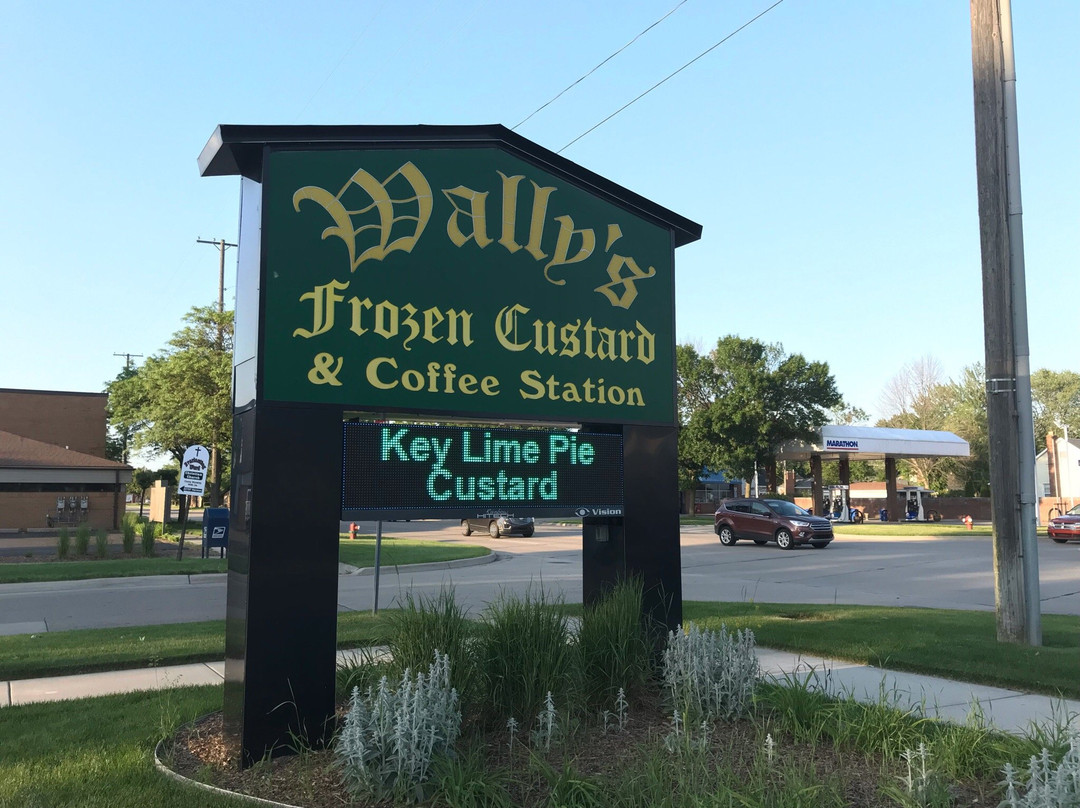 Wally's
Frozen Custard
& Coffee Station
Key Lime Pie
Custard
Vision
MARATHON